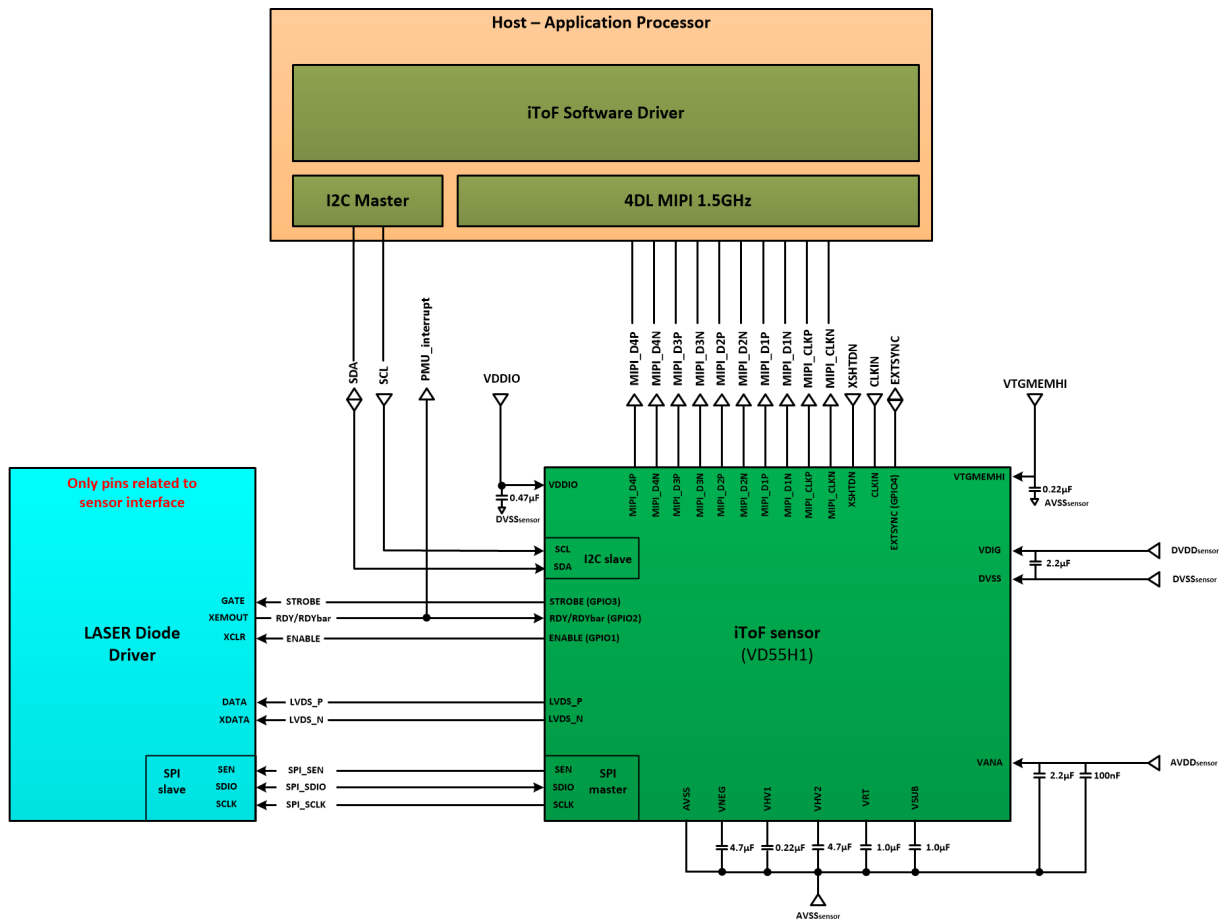 Host – Application Processor
iToF Software Driver
I2C Master
4DL MIPI 1.5GHz
SDA
SCL
PMU_interrupt
VDDIO
MIPI_D4P
MIPI_D4N
MIPI_D3P
MIPI_D3N
MIPI_D2P
MIPI_D2N
MIPI_D1P
MIPI_D1N
MIPI_CLKP
MIPI_CLKN
XSHTDN
CLKIN
EXTSYNC
VTGMEMHI
Only pins related to
sensor interface
VDDIO
0.47µF
DVSSsensor
MIPI_D4P
MIPI_D4N
MIPI_D3P
MIPI_D3N
MIPI_D2P
MIPI_D2N
MIPI_D1P
MIPI_D1N
MIPI_CLKP
MIPI_CLKN
XSHTDN
CLKIN
EXTSYNC (GPIO4)
VTGMEMHI
0.22µF
AVSSsensor
SCL
SDA
I2C slave
VDIG
DVDDsensor
2.2µF
DVSS
DVSSsensor
GATE
STROBE
STROBE (GPIO3)
XEMOUT
RDY/RDYbar
RDY/RDYbar (GPIO2)
XCLR
ENABLE
ENABLE (GPIO1)
LASER Diode
Driver
iToF sensor
(VD55H1)
DATA
LVDS_P
LVDS_P
XDATA
LVDS_N
LVDS_N
SPI
slave
SEN
SPI_SEN
SEN
SDIO
SPI_SDIO
SDIO
SCLK
SPI_SCLK
SCLK
SPI
master
VANA
AVDDsensor
2.2µF
100nF
AVSS
VNEG
VHV1
VHV2
VRT
VSUB
4.7µF
0.22µF
4.7µF
1.0µF
1.0µF
AVSSsensor